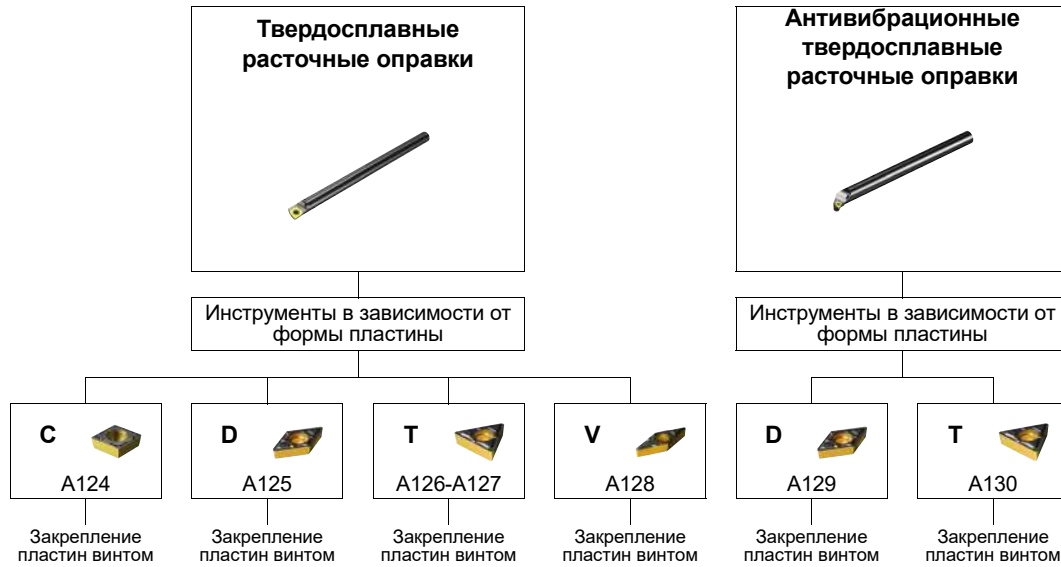 Твердосплавные
расточные оправки
Антивибрационные
твердосплавные
расточные оправки
Инструменты в зависимости от
формы пластины
Инструменты в зависимости от
формы пластины
C
A124
D
A125
T
A126-A127
V
A128
D
A129
T
A130
Закрепление
пластин винтом
Закрепление
пластин винтом
Закрепление
пластин винтом
Закрепление
пластин винтом
Закрепление
пластин винтом
Закрепление
пластин винтом